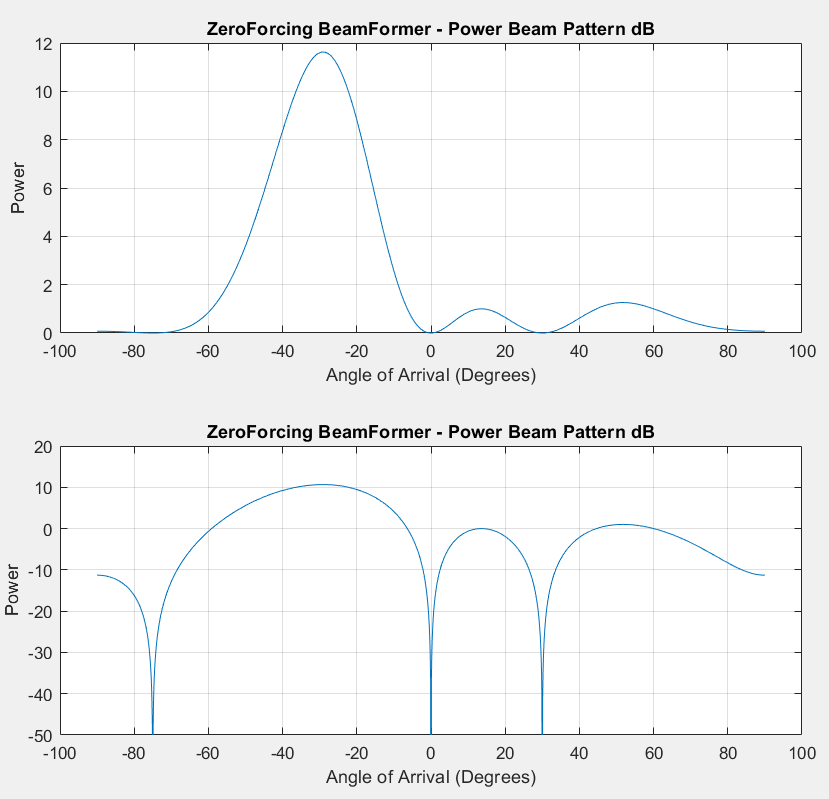 ZeroForcing BeamFormer - Power Beam Pattern dB
12
10
8
6
4
2
0
Power
-100 -80 -60 -40 -20 0 20 40 60 80 100
Angle of Arrival (Degrees)
ZeroForcing BeamFormer - Power Beam Pattern dB
20
10
0
-10
-20
-30
-40
-50
Power
-100 -80 -60 -40 -20 0 20 40 60 80 100
Angle of Arrival (Degrees)